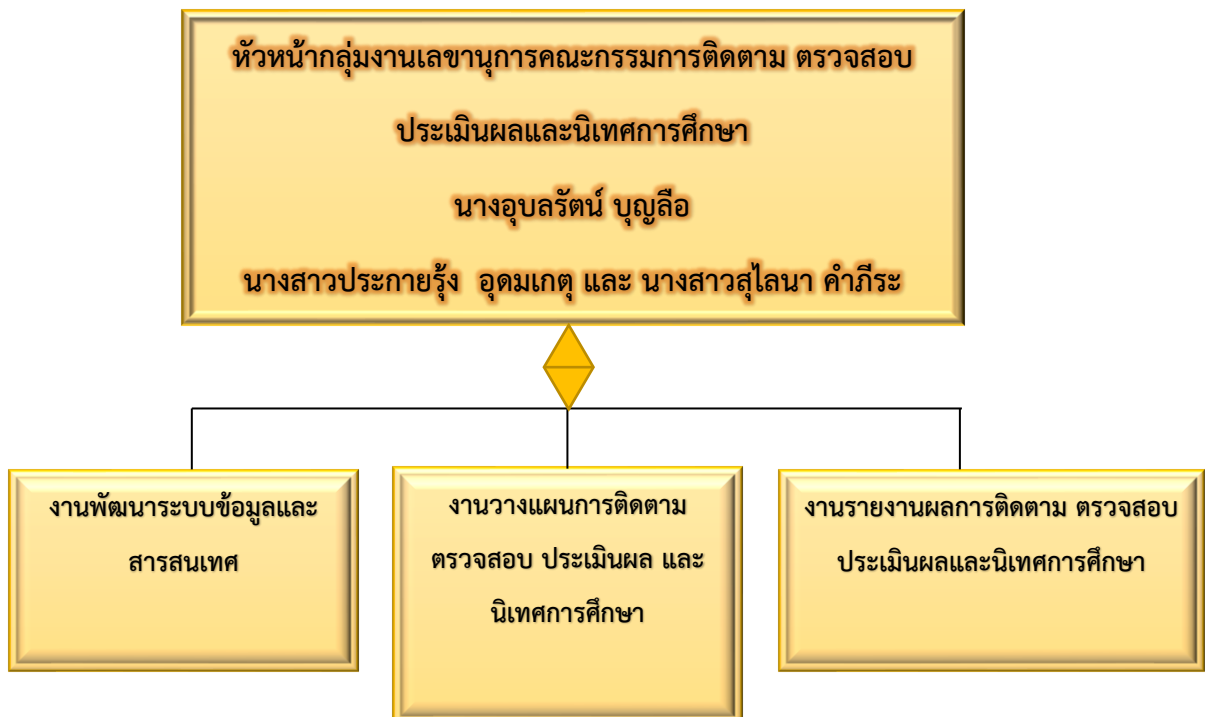 หัวหน้ากลุ่มงานเลขานุการคณะกรรมการติดตาม ตรวจสอบ
ประเมินผลและนิเทศการศึกษา
นางอุบลรัตน์ บุญลือ
นางสาวประกายรุ้ง อุดมเกตุ และ นางสาวสุไลนา คำภีระ
งานพัฒนาระบบข้อมูลและ
สารสนเทศ
งานวางแผนการติดตาม
ตรวจสอบ ประเมินผล และ
นิเทศการศึกษา
งานรายงานผลการติดตาม ตรวจสอบ
ประเมินผลและนิเทศการศึกษา